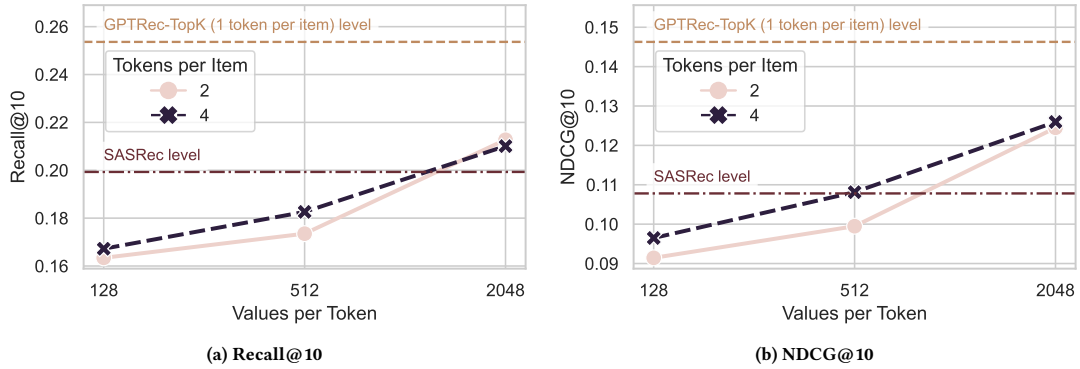 GPTRec-TopK (1 token per item) level
Tokens per Item
2
4
SASRec level
0.26
0.24
0.22
0.20
0.18
0.16
Recall@10
128
512
2048
Values per Token
(a) Recall@10
GPTRec-TopK (1 token per item) level
Tokens per Item
2
4
SASRec level
0.15
0.14
0.13
0.12
0.11
0.10
0.09
NDCG@10
128
512
2048
Values per Token
(b) NDCG@10